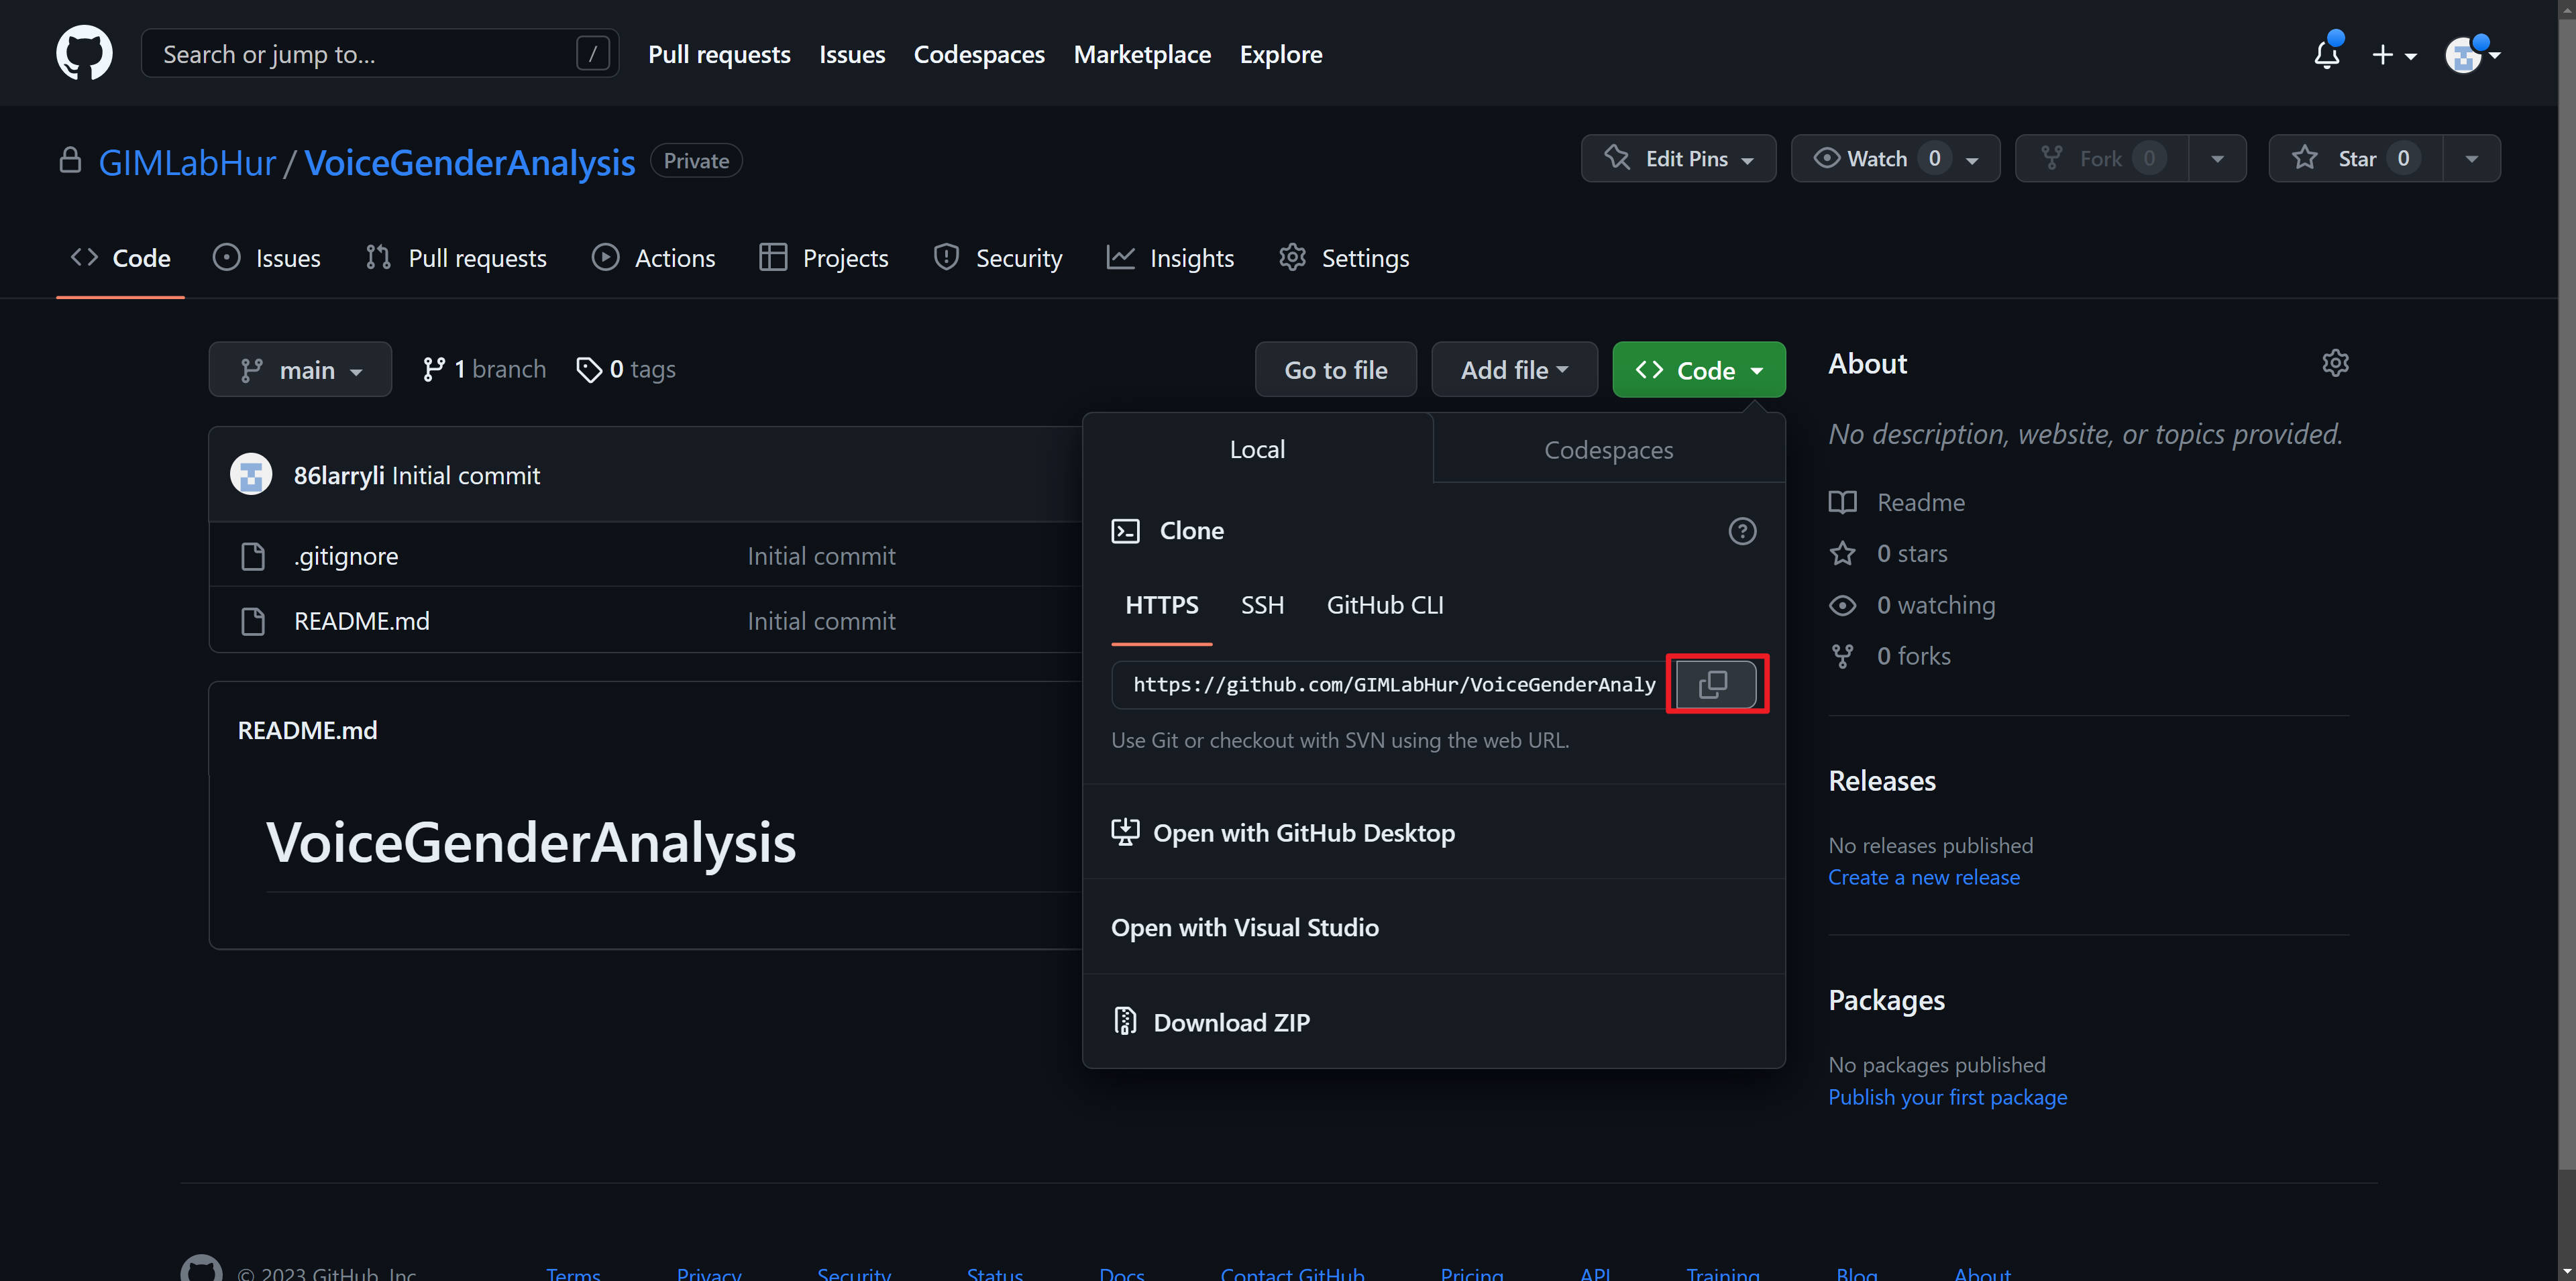 Search or jump to... /
Pull requests Issues Codespaces Marketplace Explore
GIMLabHur / VoiceGenderAnalysis Private
Edit Pins Watch 0 Fork 0 Star 0
Code Issues Pull requests Actions Projects Security Insights Settings
main 1 branch 0 tags
Go to file Add file Code
86larryli Initial commit
.gitignore Initial commit
README.md Initial commit
README.md
VoiceGenderAnalysis
Local Codespaces
Clone
HTTPS SSH GitHub CLI
https://github.com/GIMLabHur/VoiceGenderAnaly
Use Git or checkout with SVN using the web URL.
Open with GitHub Desktop
Open with Visual Studio
Download ZIP
About
No description, website, or topics provided.
Readme
0 stars
0 watching
0 forks
Releases
No releases published
Create a new release
Packages
No packages published
Publish your first package
© 2023 GitHub, Inc.
Terms Privacy Security Status Docs Contact GitHub Pricing API Training Blog About